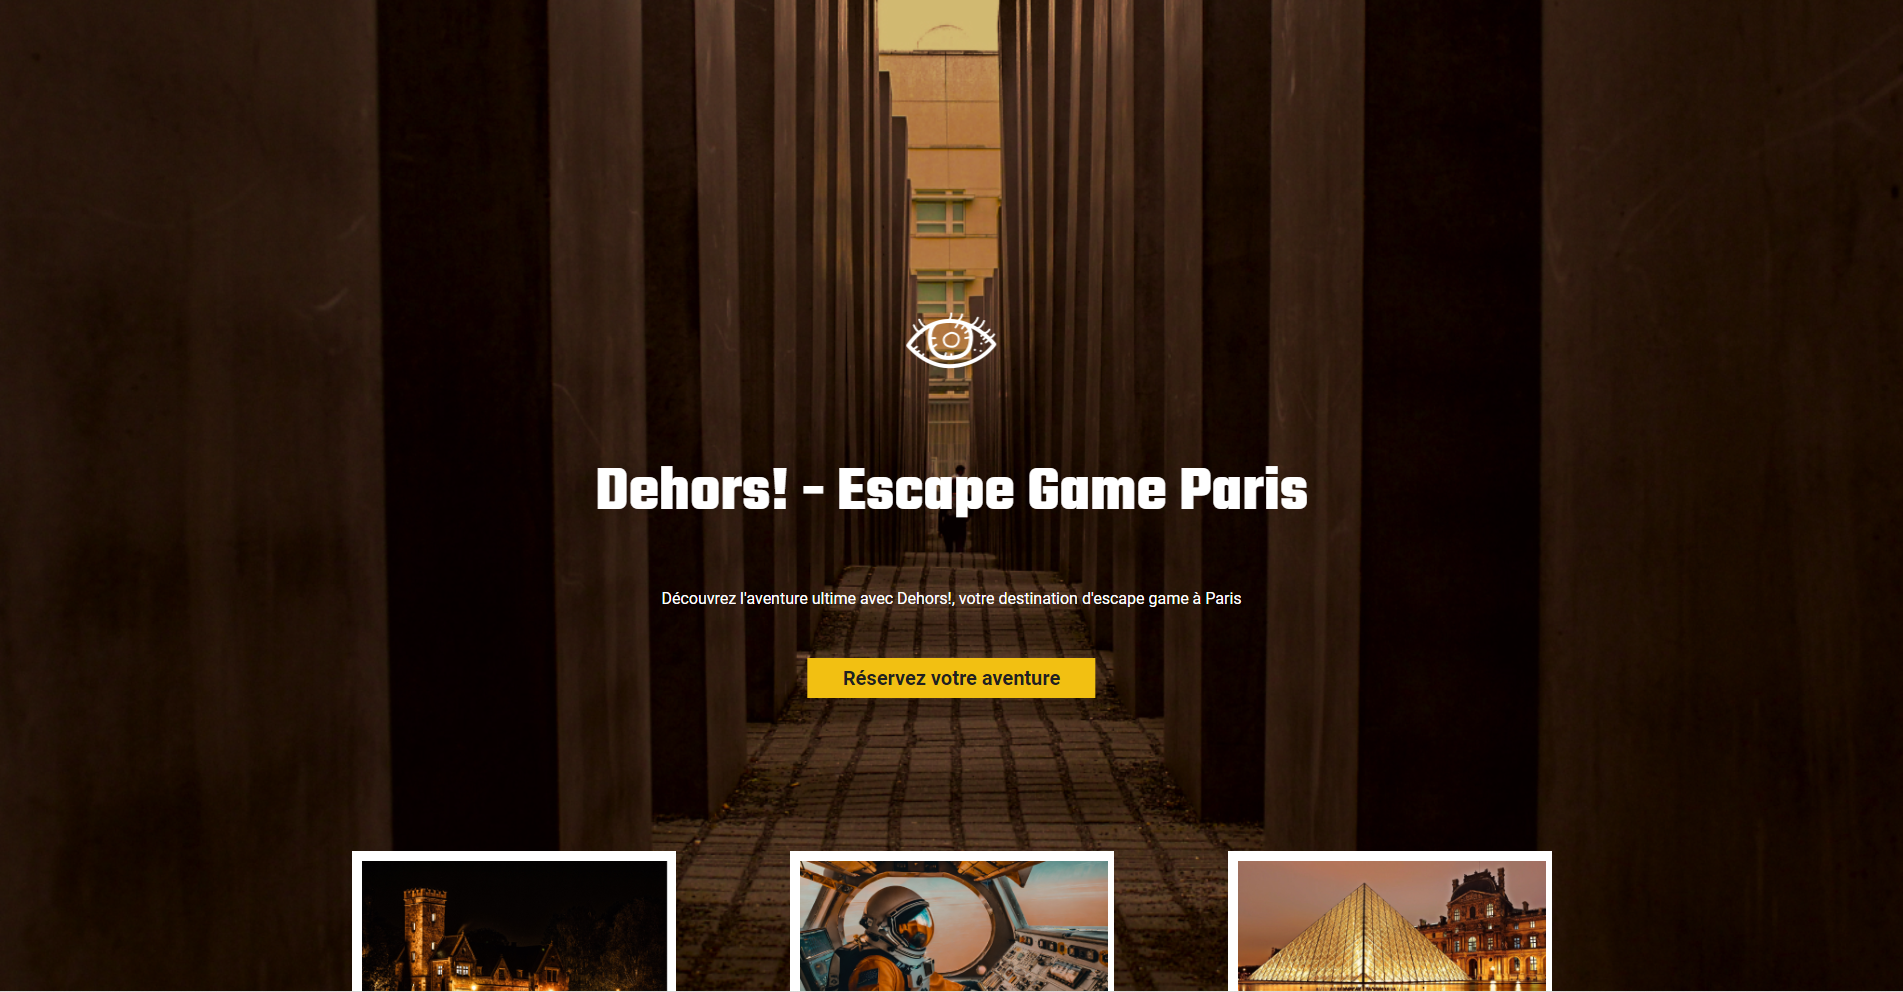 Dehors! - Escape Game Paris
Découvrez l'aventure ultime avec Dehors!, votre destination d'escape game à Paris
Réservez votre aventure